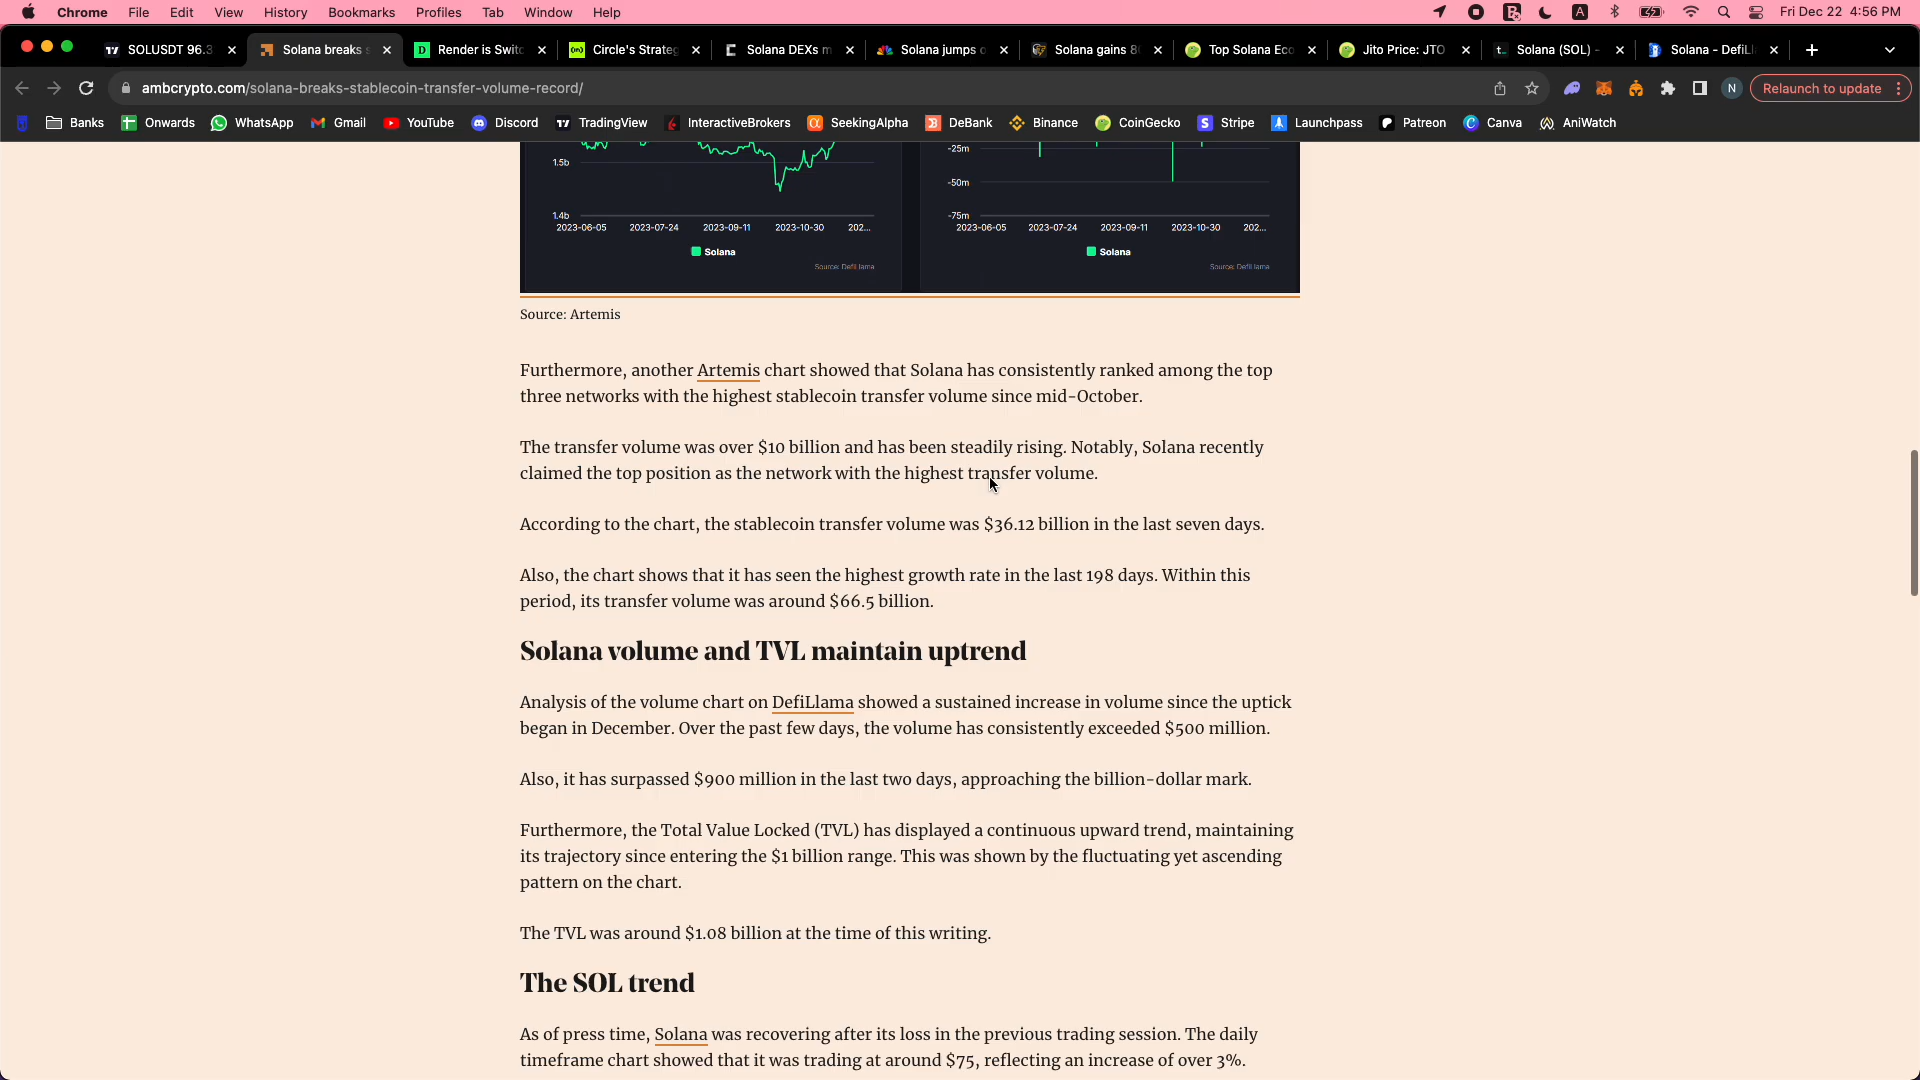 Chrome File Edit View History Bookmarks Profiles Tab Window Help A Fri Dec 22 4:56 PM
SOLUSDT 96.3 Solana breaks s Render is Switc Circle's Strateg Solana DEXs m Solana jumps o Solana gains 8 Top Solana Eco Jito Price: JTO Solana (SOL) - Solana - DefiLl
ambcrypto.com/solana-breaks-stablecoin-transfer-volume-record/ N Relaunch to update
Banks Onwards WhatsApp Gmail YouTube Discord TradingView InteractiveBrokers SeekingAlpha DeBank Binance CoinGecko Stripe Launchpass Patreon Canva AniWatch
1.5b -25m
-50m
1.4b -75m
2023-06-05 2023-07-24 2023-09-11 2023-10-30 202... 2023-06-05 2023-07-24 2023-09-11 2023-10-30 202...
Solana Solana
Source: DefiLlama Source: DefiLlama
Source: Artemis
Furthermore, another Artemis chart showed that Solana has consistently ranked among the top
three networks with the highest stablecoin transfer volume since mid-October.
The transfer volume was over $10 billion and has been steadily rising. Notably, Solana recently
claimed the top position as the network with the highest transfer volume.
According to the chart, the stablecoin transfer volume was $36.12 billion in the last seven days.
Also, the chart shows that it has seen the highest growth rate in the last 198 days. Within this
period, its transfer volume was around $66.5 billion.
Solana volume and TVL maintain uptrend
Analysis of the volume chart on DefiLlama showed a sustained increase in volume since the uptick
began in December. Over the past few days, the volume has consistently exceeded $500 million.
Also, it has surpassed $900 million in the last two days, approaching the billion-dollar mark.
Furthermore, the Total Value Locked (TVL) has displayed a continuous upward trend, maintaining
its trajectory since entering the $1 billion range. This was shown by the fluctuating yet ascending
pattern on the chart.
The TVL was around $1.08 billion at the time of this writing.
The SOL trend
As of press time, Solana was recovering after its loss in the previous trading session. The daily
timeframe chart showed that it was trading at around $75, reflecting an increase of over 3%.